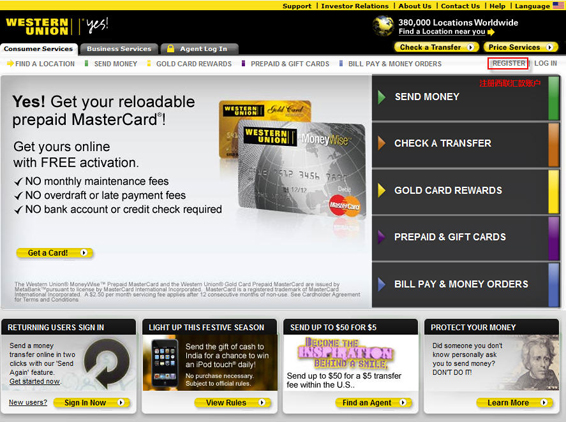 Support | Investor Relations | About Us | Contact Us | Help | Language
WESTERN UNION | yes!
380,000 Locations Worldwide
Find a Location near you
Consumer Services
Business Services
Agent Log In
Check a Transfer
Price Services
FIND A LOCATION
SEND MONEY
GOLD CARD REWARDS
PREPAID & GIFT CARDS
BILL PAY & MONEY ORDERS
REGISTER | LOG IN
注册西联汇款账户
Yes! Get your reloadable
prepaid MasterCard®!
Get yours online
with FREE activation.
✓ NO monthly maintenance fees
✓ NO overdraft or late payment fees
✓ NO bank account or credit check required
Get a Card!
WESTERN UNION
Gold Card
WESTERN UNION
MoneyWise™
5412 3456 7890
Debit
MasterCard
The Western Union® MoneyWise™ Prepaid MasterCard and the Western Union® Gold Card Prepaid MasterCard are issued by
MetaBank™pursuant to license by MasterCard International Incorporated. MasterCard is a registered trademark of MasterCard
International Incorporated. A $2.50 per month servicing fee applies after 12 consecutive months of non-use. See Cardholder Agreement
for Terms and Conditions.
SEND MONEY
CHECK A TRANSFER
GOLD CARD REWARDS
PREPAID & GIFT CARDS
BILL PAY & MONEY ORDERS
RETURNING USERS SIGN IN
Send a money
transfer online in two
clicks with our 'Send
Again' feature.
Get started now.
New users?
Sign In Now
LIGHT UP THIS FESTIVE SEASON
Send the gift of cash to
India for a chance to win
an iPod touch® daily!
No purchase necessary.
Subject to official rules.
View Rules
SEND UP TO $50 FOR $5
BECOME THE
INSPIRATION
BEHIND A SMILE,
Send up to $50 for a $5 transfer
fee within the U.S..
Find an Agent
PROTECT YOUR MONEY
Did someone you
don't know personally ask
you to send money?
DON'T DO IT!
Learn More